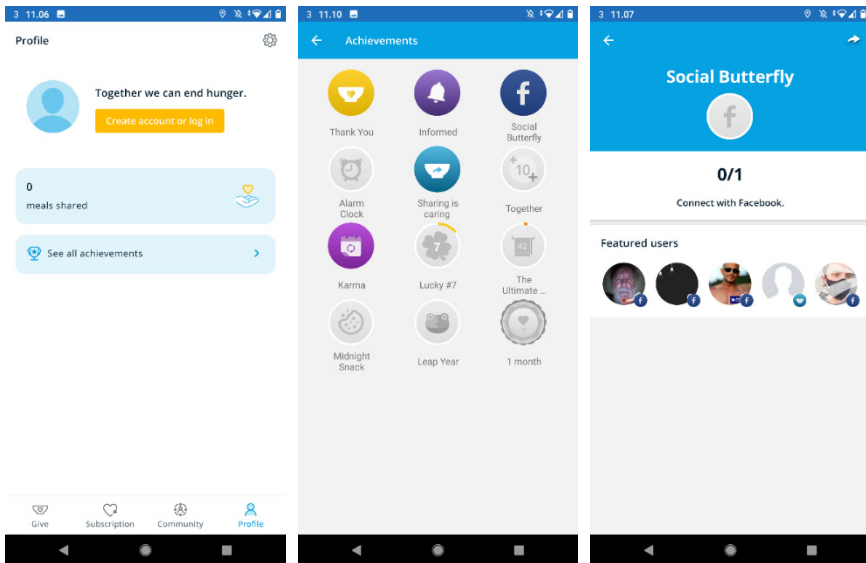 3 11.06
Profile
Together we can end hunger.
Create account or log in
0
meals shared
See all achievements
Give Subscription Community Profile
3 11.10
Achievements
f
Thank You Informed Social
Butterfly
10
Alarm
Clock
Sharing is
caring
Together
7
42
Karma Lucky #7 The
Ultimate ...
Midnight
Snack
Leap Year 1 month
3 11.07
Social Butterfly
f
0/1
Connect with Facebook.
Featured users
f f f f